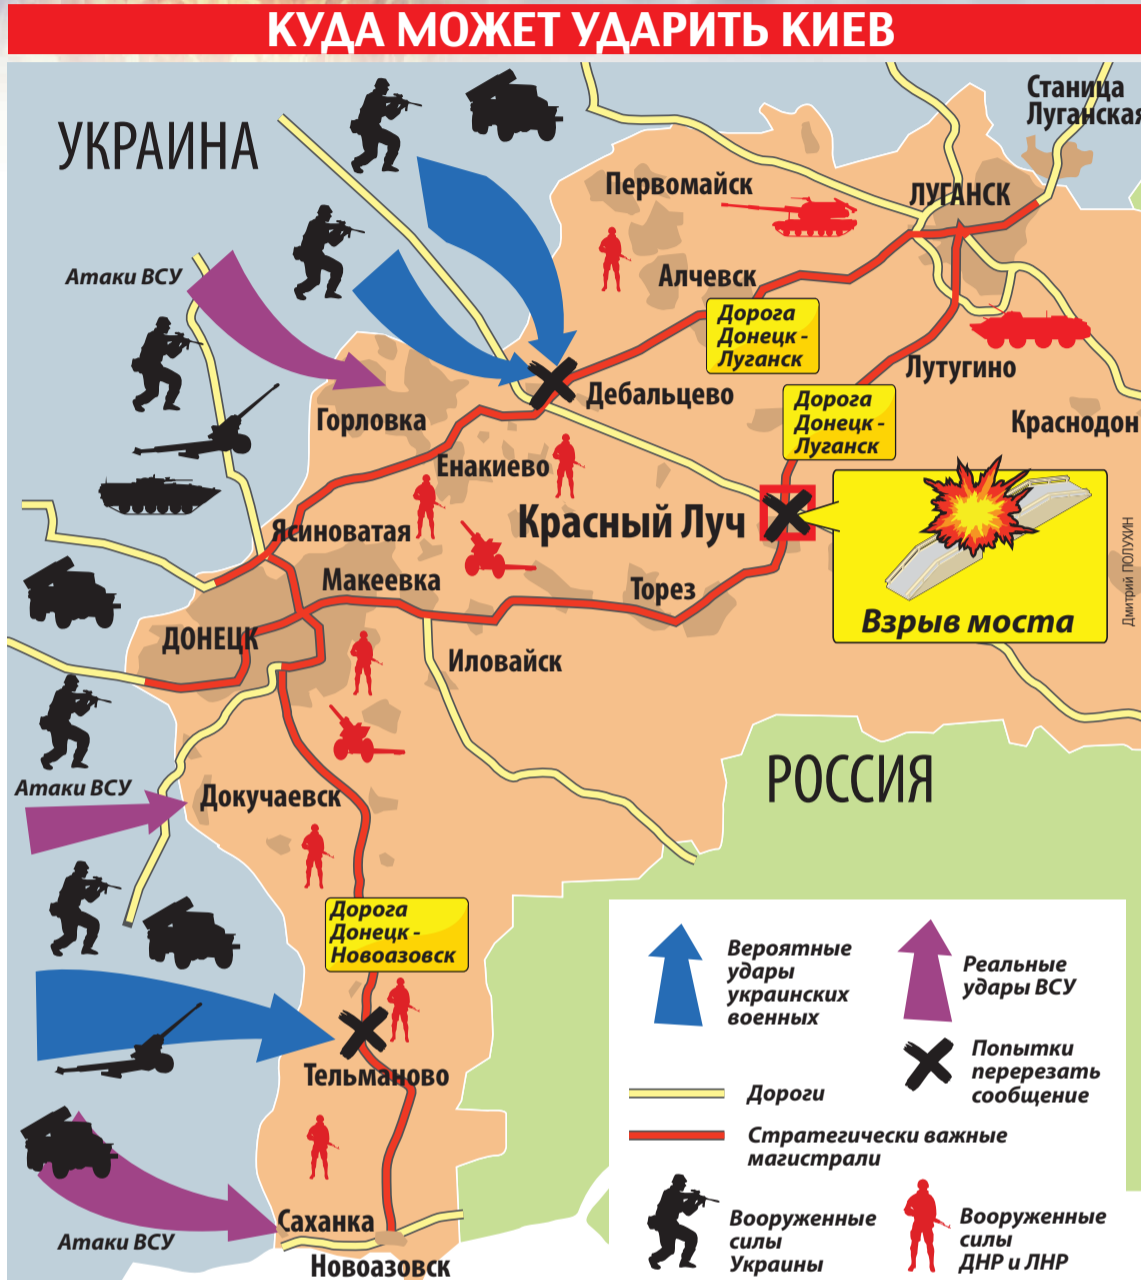 КУДА МОЖЕТ УДАРИТЬ КИЕВ
УКРАИНА
Станица
Луганская
Первомайск
ЛУГАНСК
Атаки ВСУ
Алчевск
Дорога
Донецк -
Луганск
Лутугино
Дебальцево
Дорога
Донецк -
Луганск
Горловка
Краснодон
Енакиево
Красный Луч
Ясиноватая
Макеевка
Торез
Взрыв моста
Дмитрий ПОЛУХИН
ДОНЕЦК
Иловайск
РОССИЯ
Атаки ВСУ
Докучаевск
Дорога
Донецк -
Новоазовск
Тельманово
Саханка
Атаки ВСУ
Новоазовск
Вероятные
удары
украинских
военных
Реальные
удары ВСУ
Попытки
перерезать
сообщение
Дороги
Стратегически важные
магистрали
Вооруженные
силы
Украины
Вооруженные
силы
ДНР и ЛНР